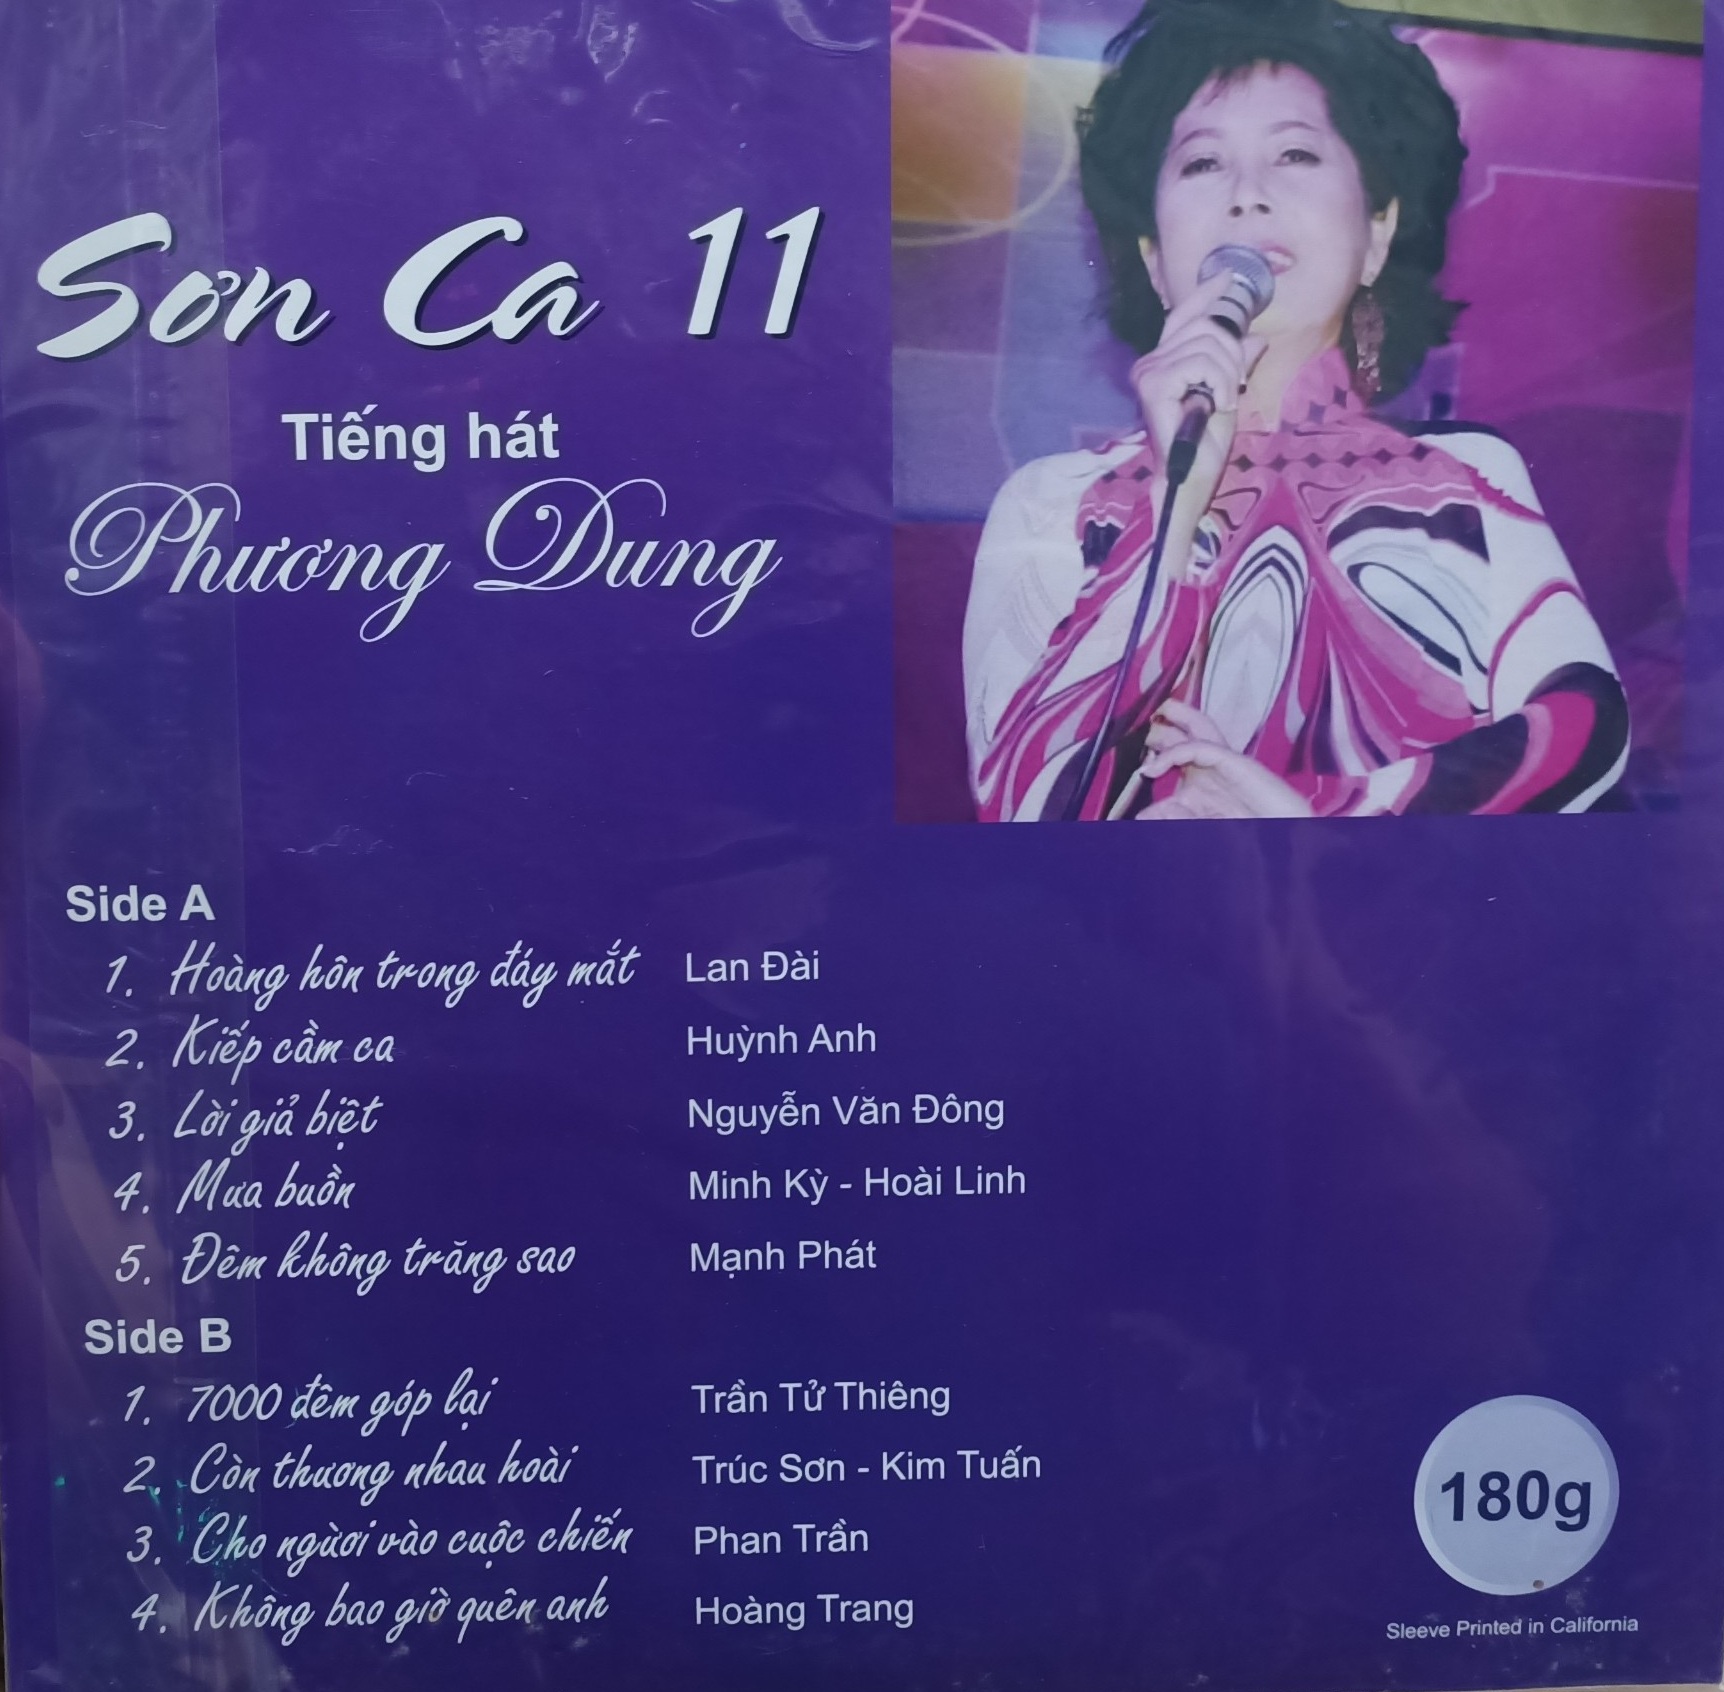 Sơn Ca 11
Tiếng hát
Phương Dung
Side A
1. Hoàng hôn trong đáy mắt Lan Đài
2. Kiếp cầm ca Huỳnh Anh
3. Lời giả biệt Nguyễn Văn Đông
4. Mưa buồn Minh Kỳ - Hoài Linh
5. Đêm không trăng sao Mạnh Phát
Side B
1. 7000 đêm góp lại Trần Tử Thiêng
2. Còn thương nhau hoài Trúc Sơn - Kim Tuấn
3. Cho ngừơi vào cuộc chiến Phan Trần
4. Không bao giờ quên anh Hoàng Trang
180g
Sleeve Printed in California